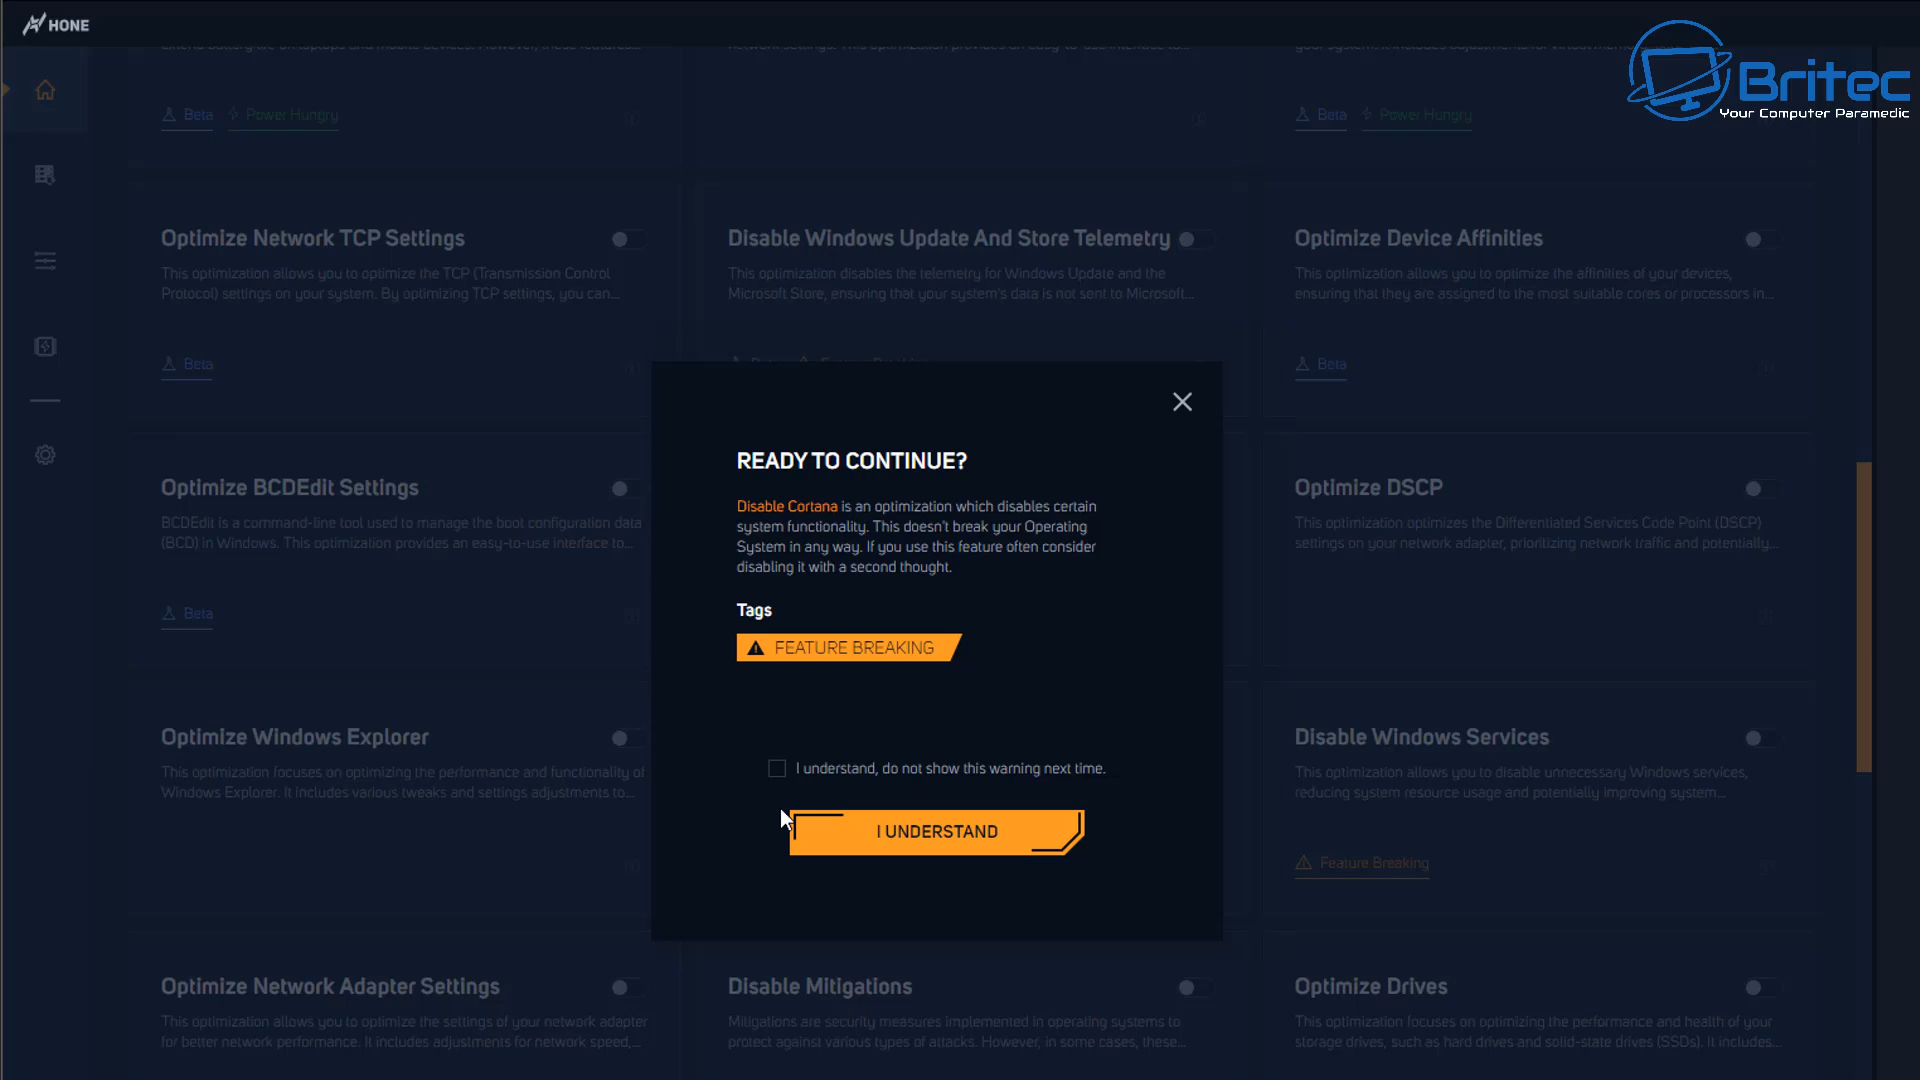 HONE
Britec
Your Computer Paramedic
Beta
Power Hungry
Beta
Power Hungry
Optimize Network TCP Settings
This optimization allows you to optimize the TCP (Transmission Control
Protocol) settings on your system. By optimizing TCP settings, you can...
Beta
Disable Windows Update And Store Telemetry
This optimization disables the telemetry for Windows Update and the
Microsoft Store, ensuring that your system's data is not sent to Microsoft...
Optimize Device Affinities
This optimization allows you to optimize the affinities of your devices,
ensuring that they are assigned to the most suitable cores or processors in...
Beta
READY TO CONTINUE?
Disable Cortana is an optimization which disables certain
system functionality. This doesn't break your Operating
System in any way. If you use this feature often consider
disabling it with a second thought.
Tags
FEATURE BREAKING
I understand, do not show this warning next time.
I UNDERSTAND
Optimize BCDEdit Settings
BCDEdit is a command-line tool used to manage the boot configuration data
(BCD) in Windows. This optimization provides an easy-to-use interface to...
Beta
Optimize DSCP
This optimization optimizes the Differentiated Services Code Point (DSCP)
settings on your network adapter, prioritizing network traffic and potentially...
Optimize Windows Explorer
This optimization focuses on optimizing the performance and functionality of
Windows Explorer. It includes various tweaks and settings adjustments to...
Disable Windows Services
This optimization allows you to disable unnecessary Windows services,
reducing system resource usage and potentially improving system...
Feature Breaking
Optimize Network Adapter Settings
This optimization allows you to optimize the settings of your network adapter
for better network performance. It includes adjustments for network speed,...
Disable Mitigations
Mitigations are security measures implemented in operating systems to
protect against various types of attacks. However, in some cases, these...
Optimize Drives
This optimization focuses on optimizing the performance and health of your
storage drives, such as hard drives and solid-state drives (SSDs). It includes...